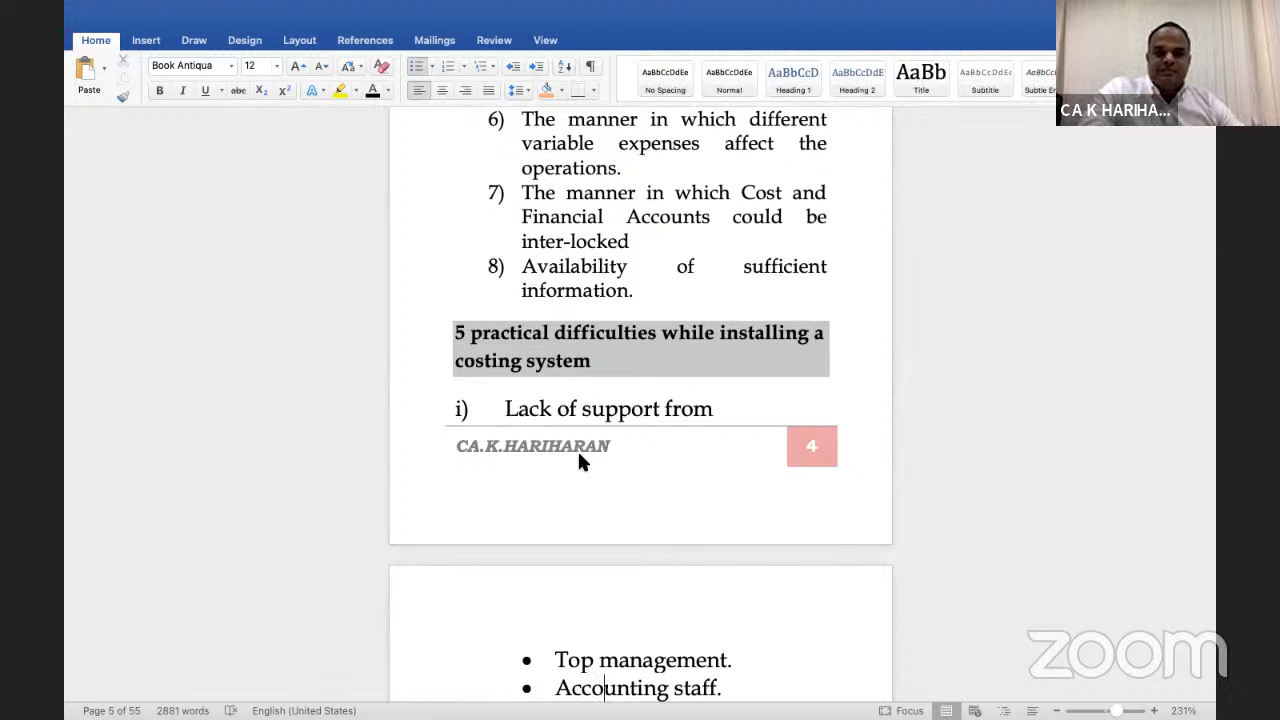 Home Insert Draw Design Layout References Mailings Review View
Paste
Book Antiqua 12
AaBbCcDdEe AaBbCcDdEe AaBbCcD AaBbCcDdE AaBb AaBbCcDdEe AaBbCcDdEe
No Spacing Normal Heading 1 Heading 2 Title Subtitle Subtle Em
C A K HARIHA...
6) The manner in which different
variable expenses affect the
operations.
7) The manner in which Cost and
Financial Accounts could be
inter-locked
8) Availability of sufficient
information.
5 practical difficulties while installing a
costing system
i) Lack of support from
CA.K.HARIHARAN 4
• Top management.
• Accounting staff.
zoom
Page 5 of 55 2881 words English (United States) Focus 231%